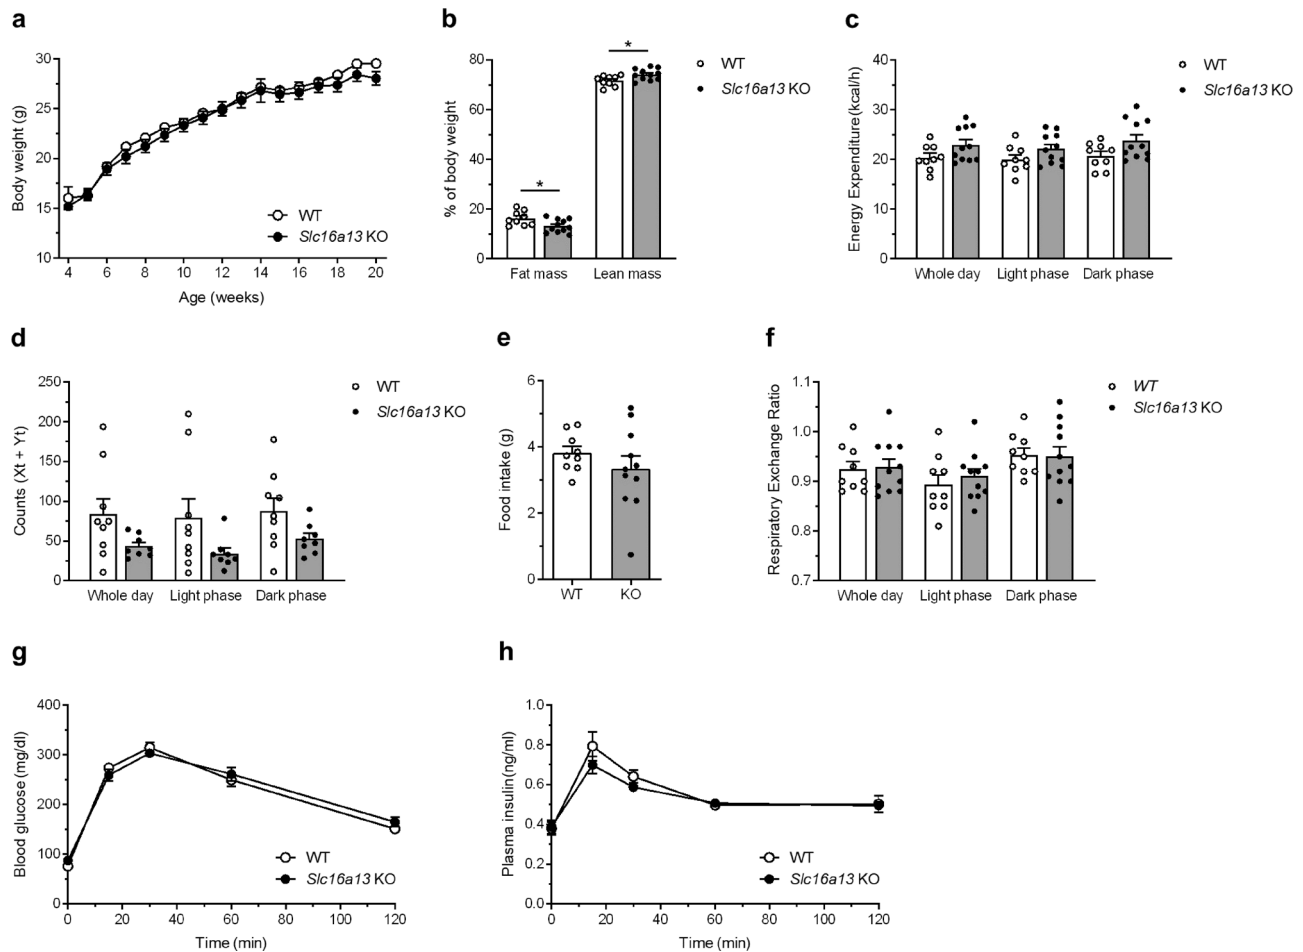 a
Body weight (g)
30
25
20
15
10
4 6 8 10 12 14 16 18 20
Age (weeks)
WT
Slc16a13 KO
b
% of body weight
100
80
60
40
20
0
*
*
Fat mass Lean mass
WT
Slc16a13 KO
c
Energy Expenditure (kcal/h)
40
30
20
10
0
Whole day Light phase Dark phase
WT
Slc16a13 KO
d
Counts (Xt + Yt)
250
200
150
100
50
0
Whole day Light phase Dark phase
WT
Slc16a13 KO
e
Food intake (g)
6
4
2
0
WT KO
f
Respiratory Exchange Ratio
1.1
1.0
0.9
0.8
0.7
Whole day Light phase Dark phase
WT
Slc16a13 KO
g
Blood glucose (mg/dl)
400
300
200
100
0
0 20 40 60 80 100 120
Time (min)
WT
Slc16a13 KO
h
Plasma insulin (ng/ml)
1.0
0.8
0.6
0.4
0.2
0.0
0 20 40 60 80 100 120
Time (min)
WT
Slc16a13 KO